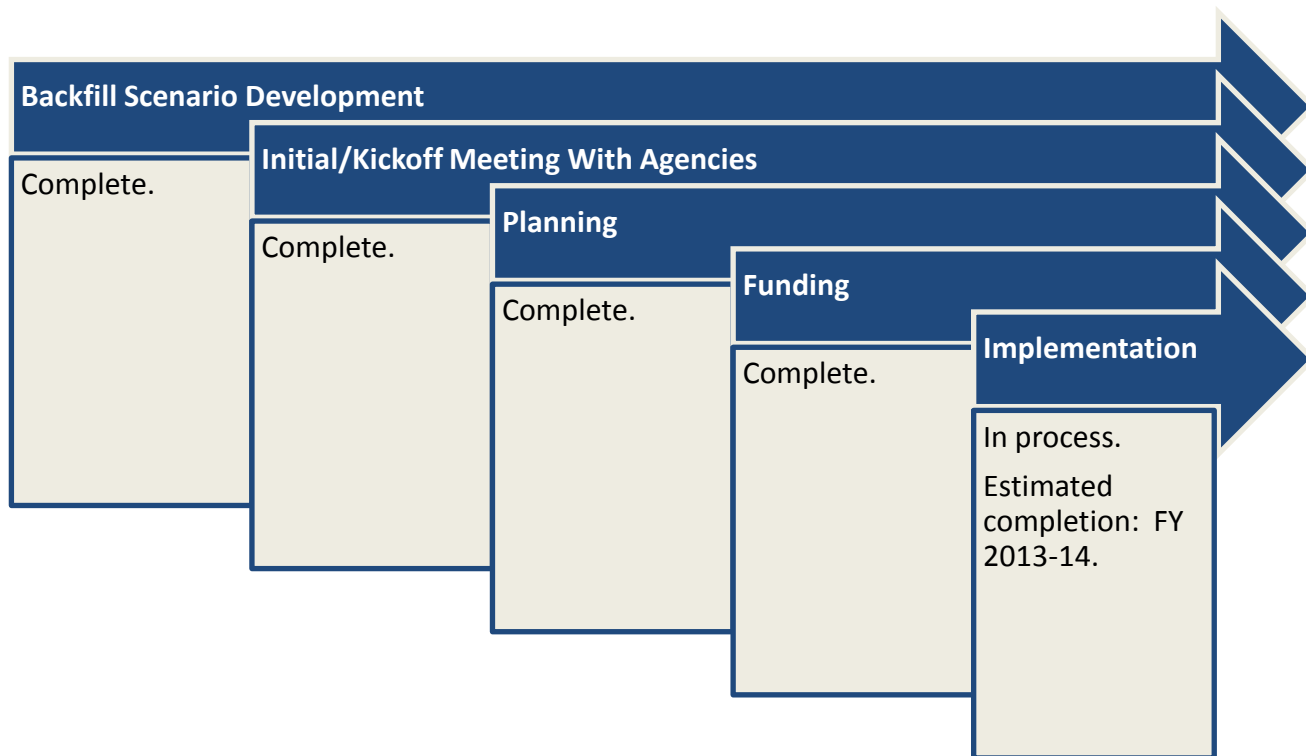 Backfill Scenario Development
Complete.
Initial/Kickoff Meeting With Agencies
Complete.
Planning
Complete.
Funding
Complete.
Implementation
In process.
Estimated
completion:  FY
2013-14.